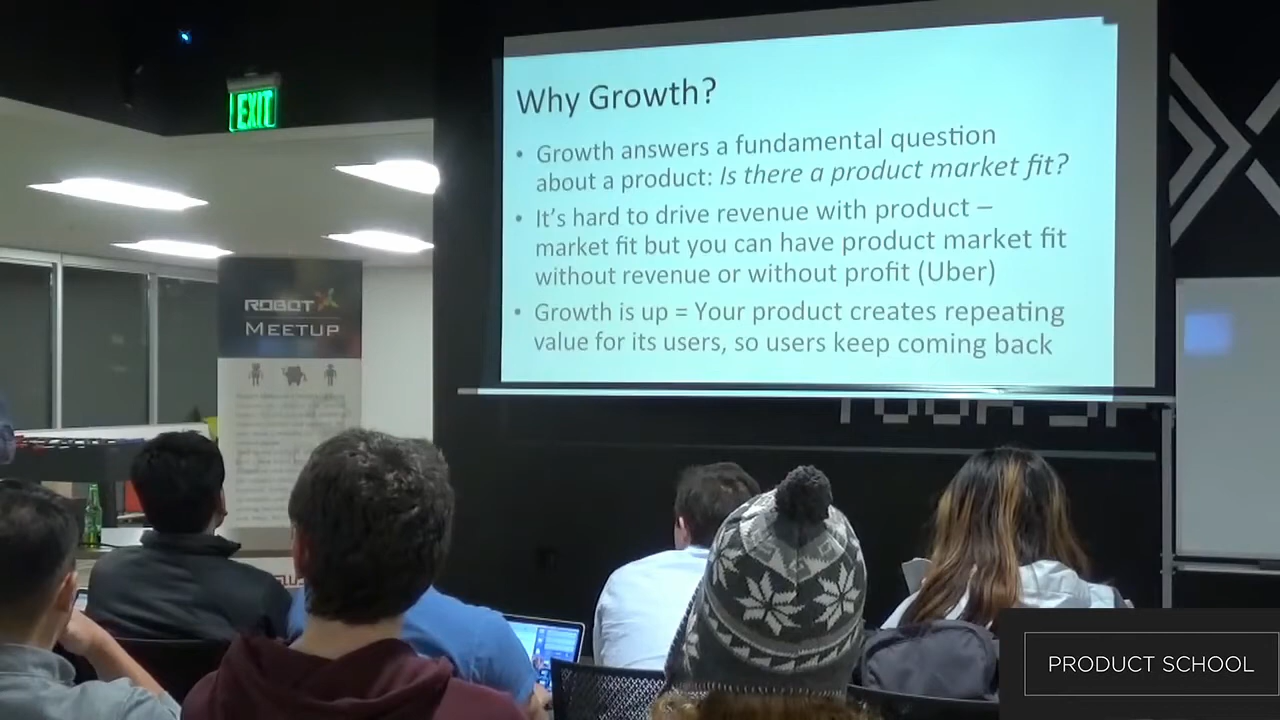 EXIT
Why Growth?
• Growth answers a fundamental question
about a product: Is there a product market fit?
• It's hard to drive revenue with product –
market fit but you can have product market fit
without revenue or without profit (Uber)
• Growth is up = Your product creates repeating
value for its users, so users keep coming back
ROBOTX
MEETUP
PRODUCT SCHOOL